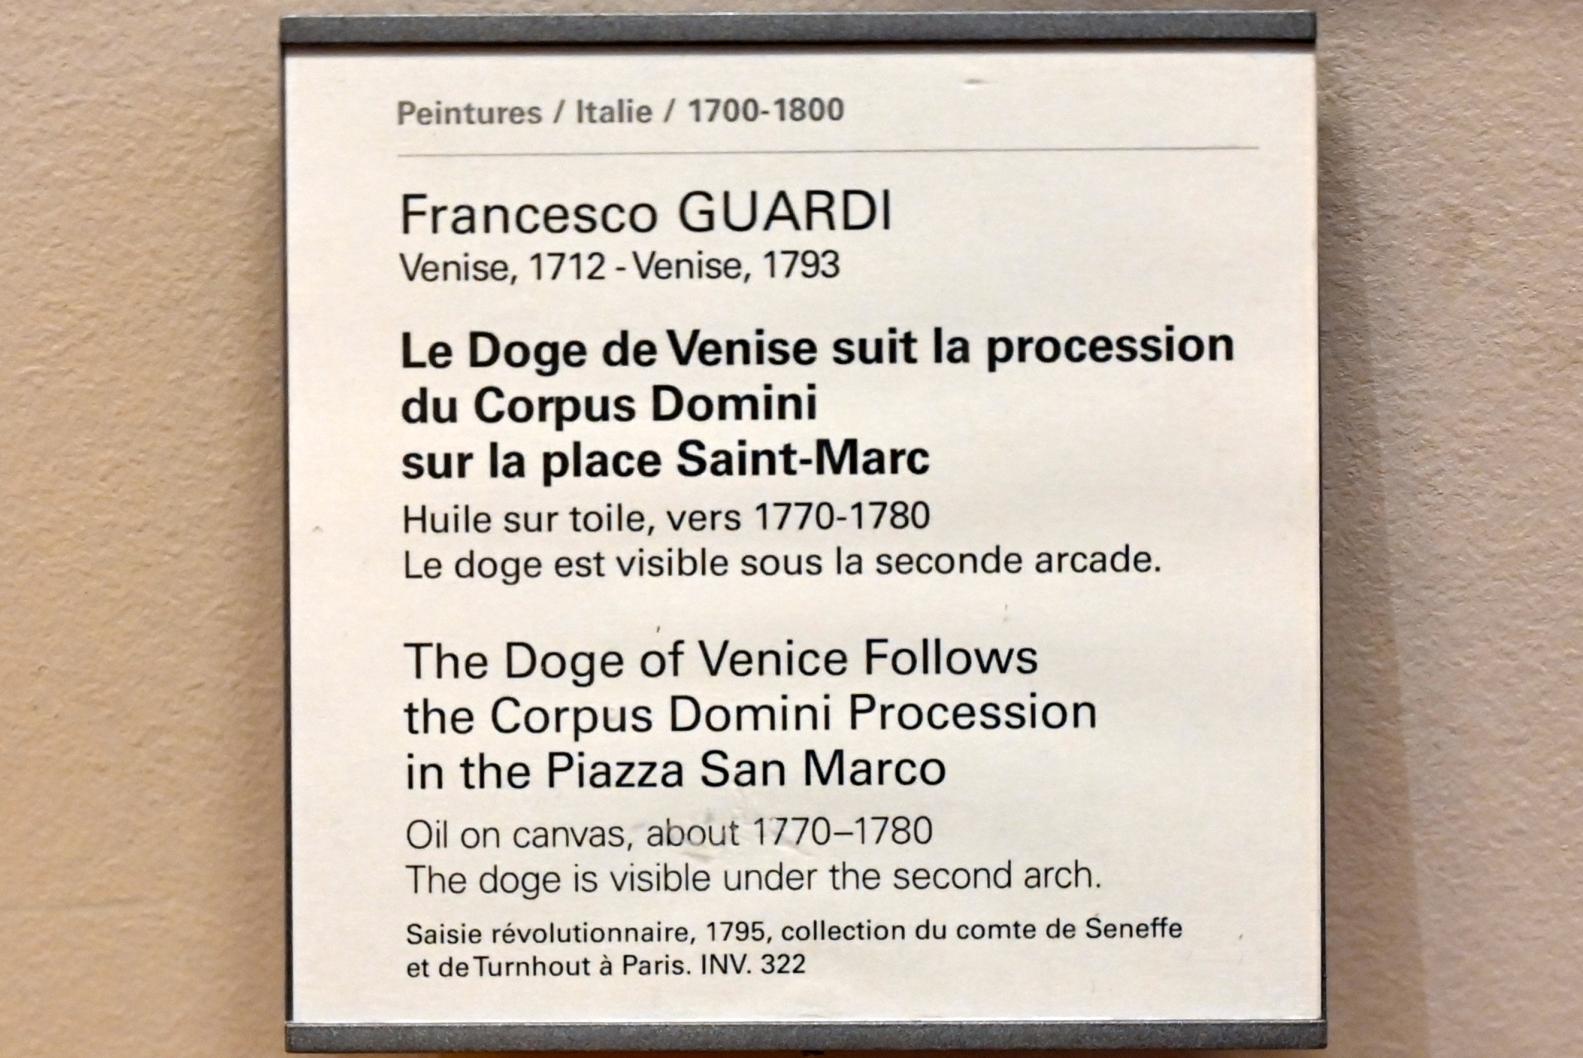 Peintures / Italie / 1700-1800
Francesco GUARDI
Venise, 1712 - Venise, 1793
Le Doge de Venise suit la procession
du Corpus Domini
sur la place Saint-Marc
Huile sur toile, vers 1770-1780
Le doge est visible sous la seconde arcade.
The Doge of Venice Follows
the Corpus Domini Procession
in the Piazza San Marco
Oil on canvas, about 1770–1780
The doge is visible under the second arch.
Saisie révolutionnaire, 1795, collection du comte de Seneffe
et de Turnhout à Paris. INV. 322